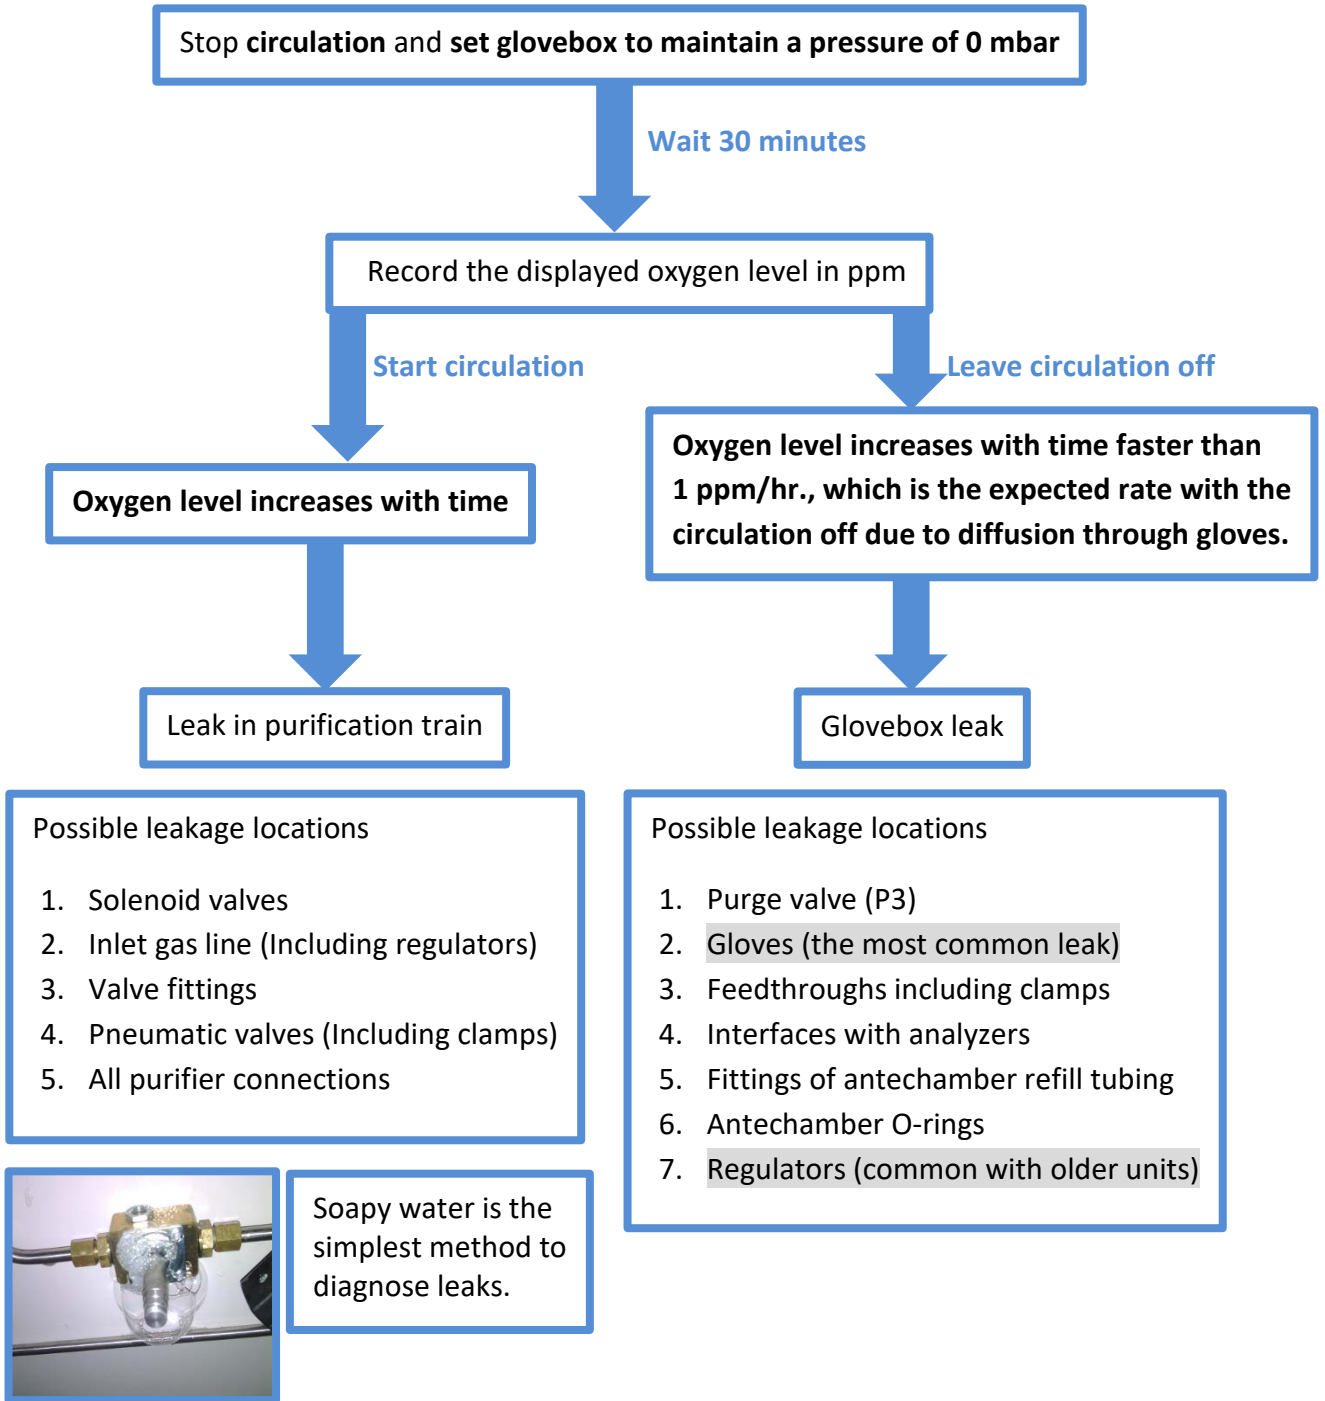 Stop circulation and set glovebox to maintain a pressure of 0 mbar
Wait 30 minutes
Record the displayed oxygen level in ppm
Start circulation
Leave circulation off
Oxygen level increases with time
Oxygen level increases with time faster than
1 ppm/hr., which is the expected rate with the
circulation off due to diffusion through gloves.
Leak in purification train
Glovebox leak
Possible leakage locations
1. Solenoid valves
2. Inlet gas line (Including regulators)
3. Valve fittings
4. Pneumatic valves (Including clamps)
5. All purifier connections
Possible leakage locations
1. Purge valve (P3)
2. Gloves (the most common leak)
3. Feedthroughs including clamps
4. Interfaces with analyzers
5. Fittings of antechamber refill tubing
6. Antechamber O-rings
7. Regulators (common with older units)
Soapy water is the
simplest method to
diagnose leaks.